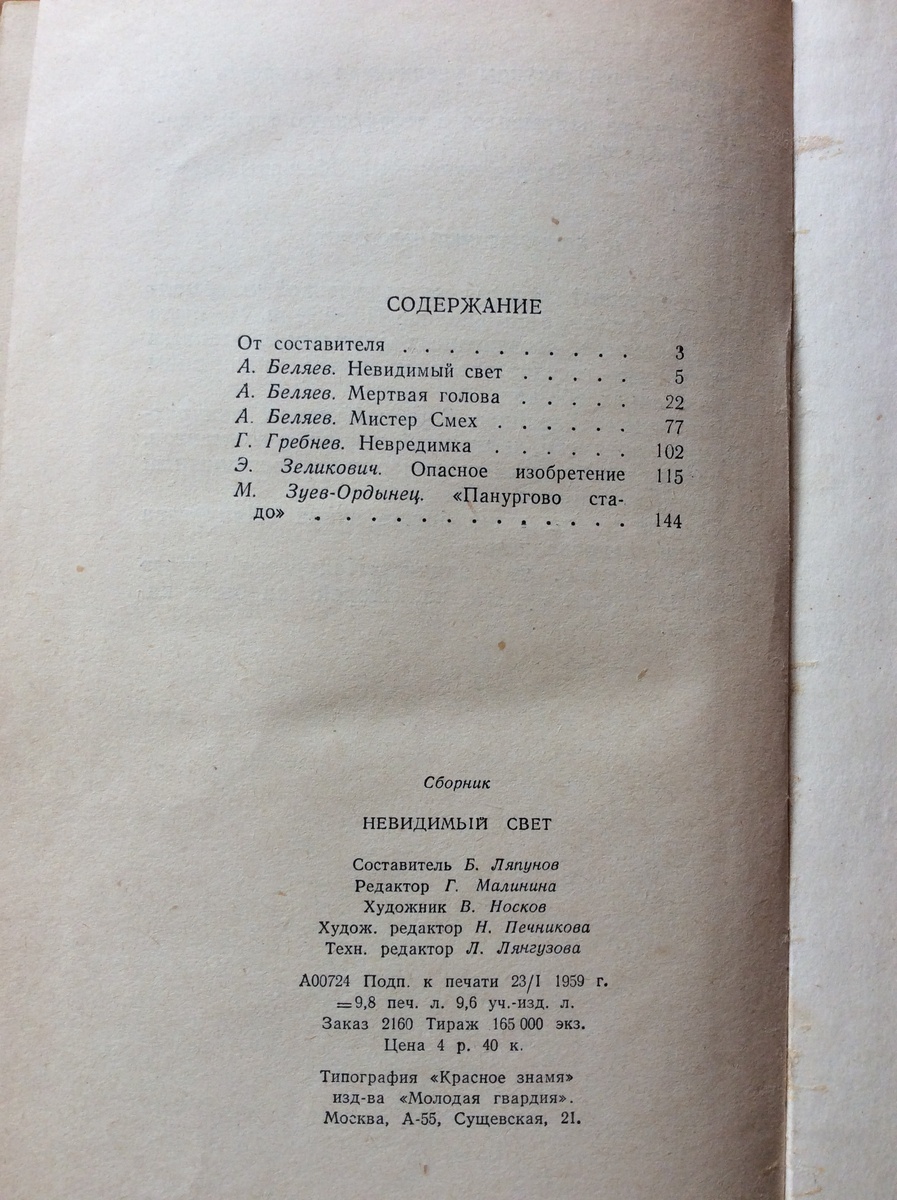 СОДЕРЖАНИЕ
От составителя . . . . . . . . . . 3
А. Беляев. Невидимый свет . . . . . 5
А. Беляев. Мертвая голова . . . . . 22
А. Беляев. Мистер Смех . . . . . . 77
Г. Гребнев. Невредимка . . . . . . 102
Э. Зеликович. Опасное изобретение 115
М. Зуев-Ордынец. «Панургово ста-
до» . . . . . . . . . . . . . 144
Сборник
НЕВИДИМЫЙ СВЕТ
Составитель Б. Ляпунов
Редактор Г. Малинина
Художник В. Носков
Худож. редактор Н. Печникова
Техн. редактор Л. Лянгузова
А00724 Подп. к печати 23/I 1959 г.
=9,8 печ. л. 9,6 уч.-изд. л.
Заказ 2160 Тираж 165 000 экз.
Цена 4 р. 40 к.
Типография «Красное знамя»
изд-ва «Молодая гвардия».
Москва, А-55, Сущевская, 21.